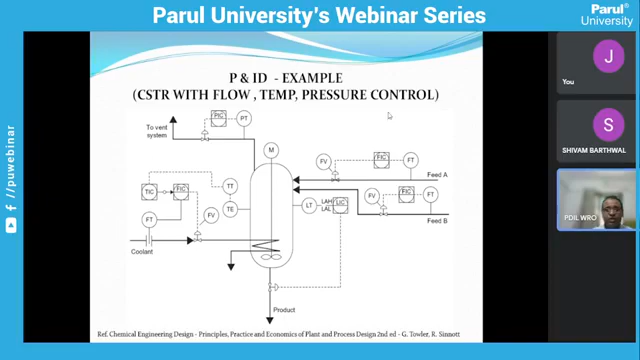 Parul University's Webinar Series
Parul®
University
/puwebinar
P & ID - EXAMPLE
(CSTR WITH FLOW , TEMP, PRESSURE CONTROL)
To vent
system
PIC
PT
M
FV
FIC
FT
Feed A
FV
FIC
FT
Feed B
TIC
FIC
TT
TE
FT
FV
LT
LAH
LAL
LIC
Coolant
Product
Ref. Chemical Engineering Design - Principles, Practice and Economics of Plant and Process Design 2nd ed - G. Towler, R. Sinnott
J
You
S
SHIVAM BARTHWAL
PDIL WRO